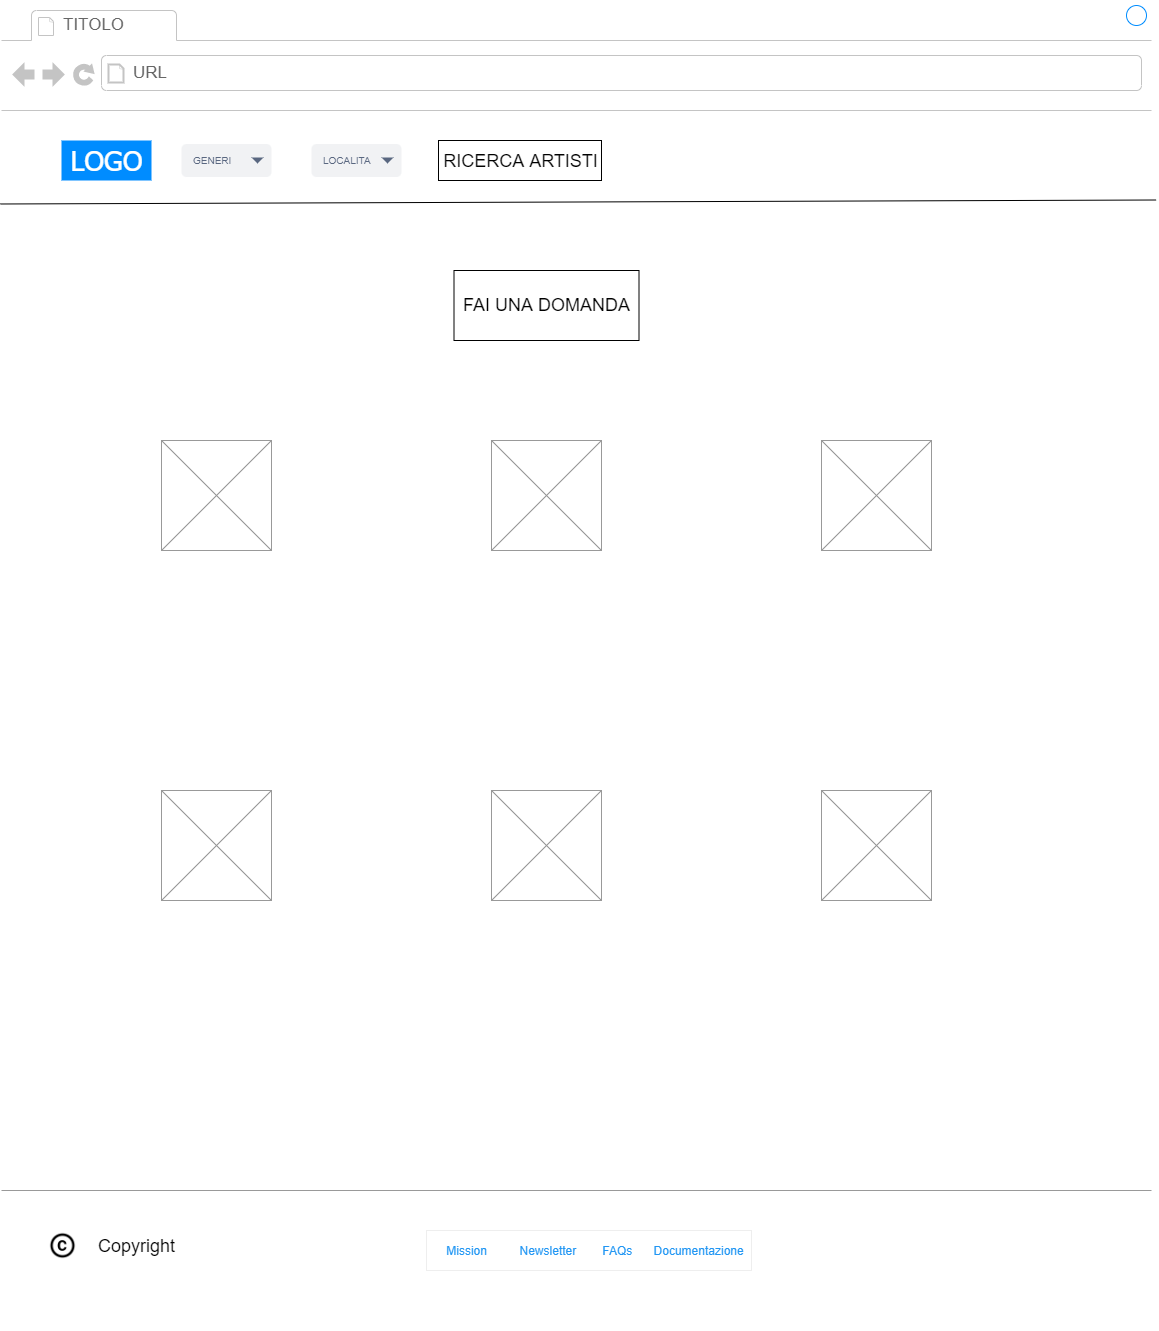 TITOLO
URL
LOGO
GENERI
LOCALITA
RICERCA ARTISTI
FAI UNA DOMANDA
© Copyright
Mission Newsletter FAQs Documentazione